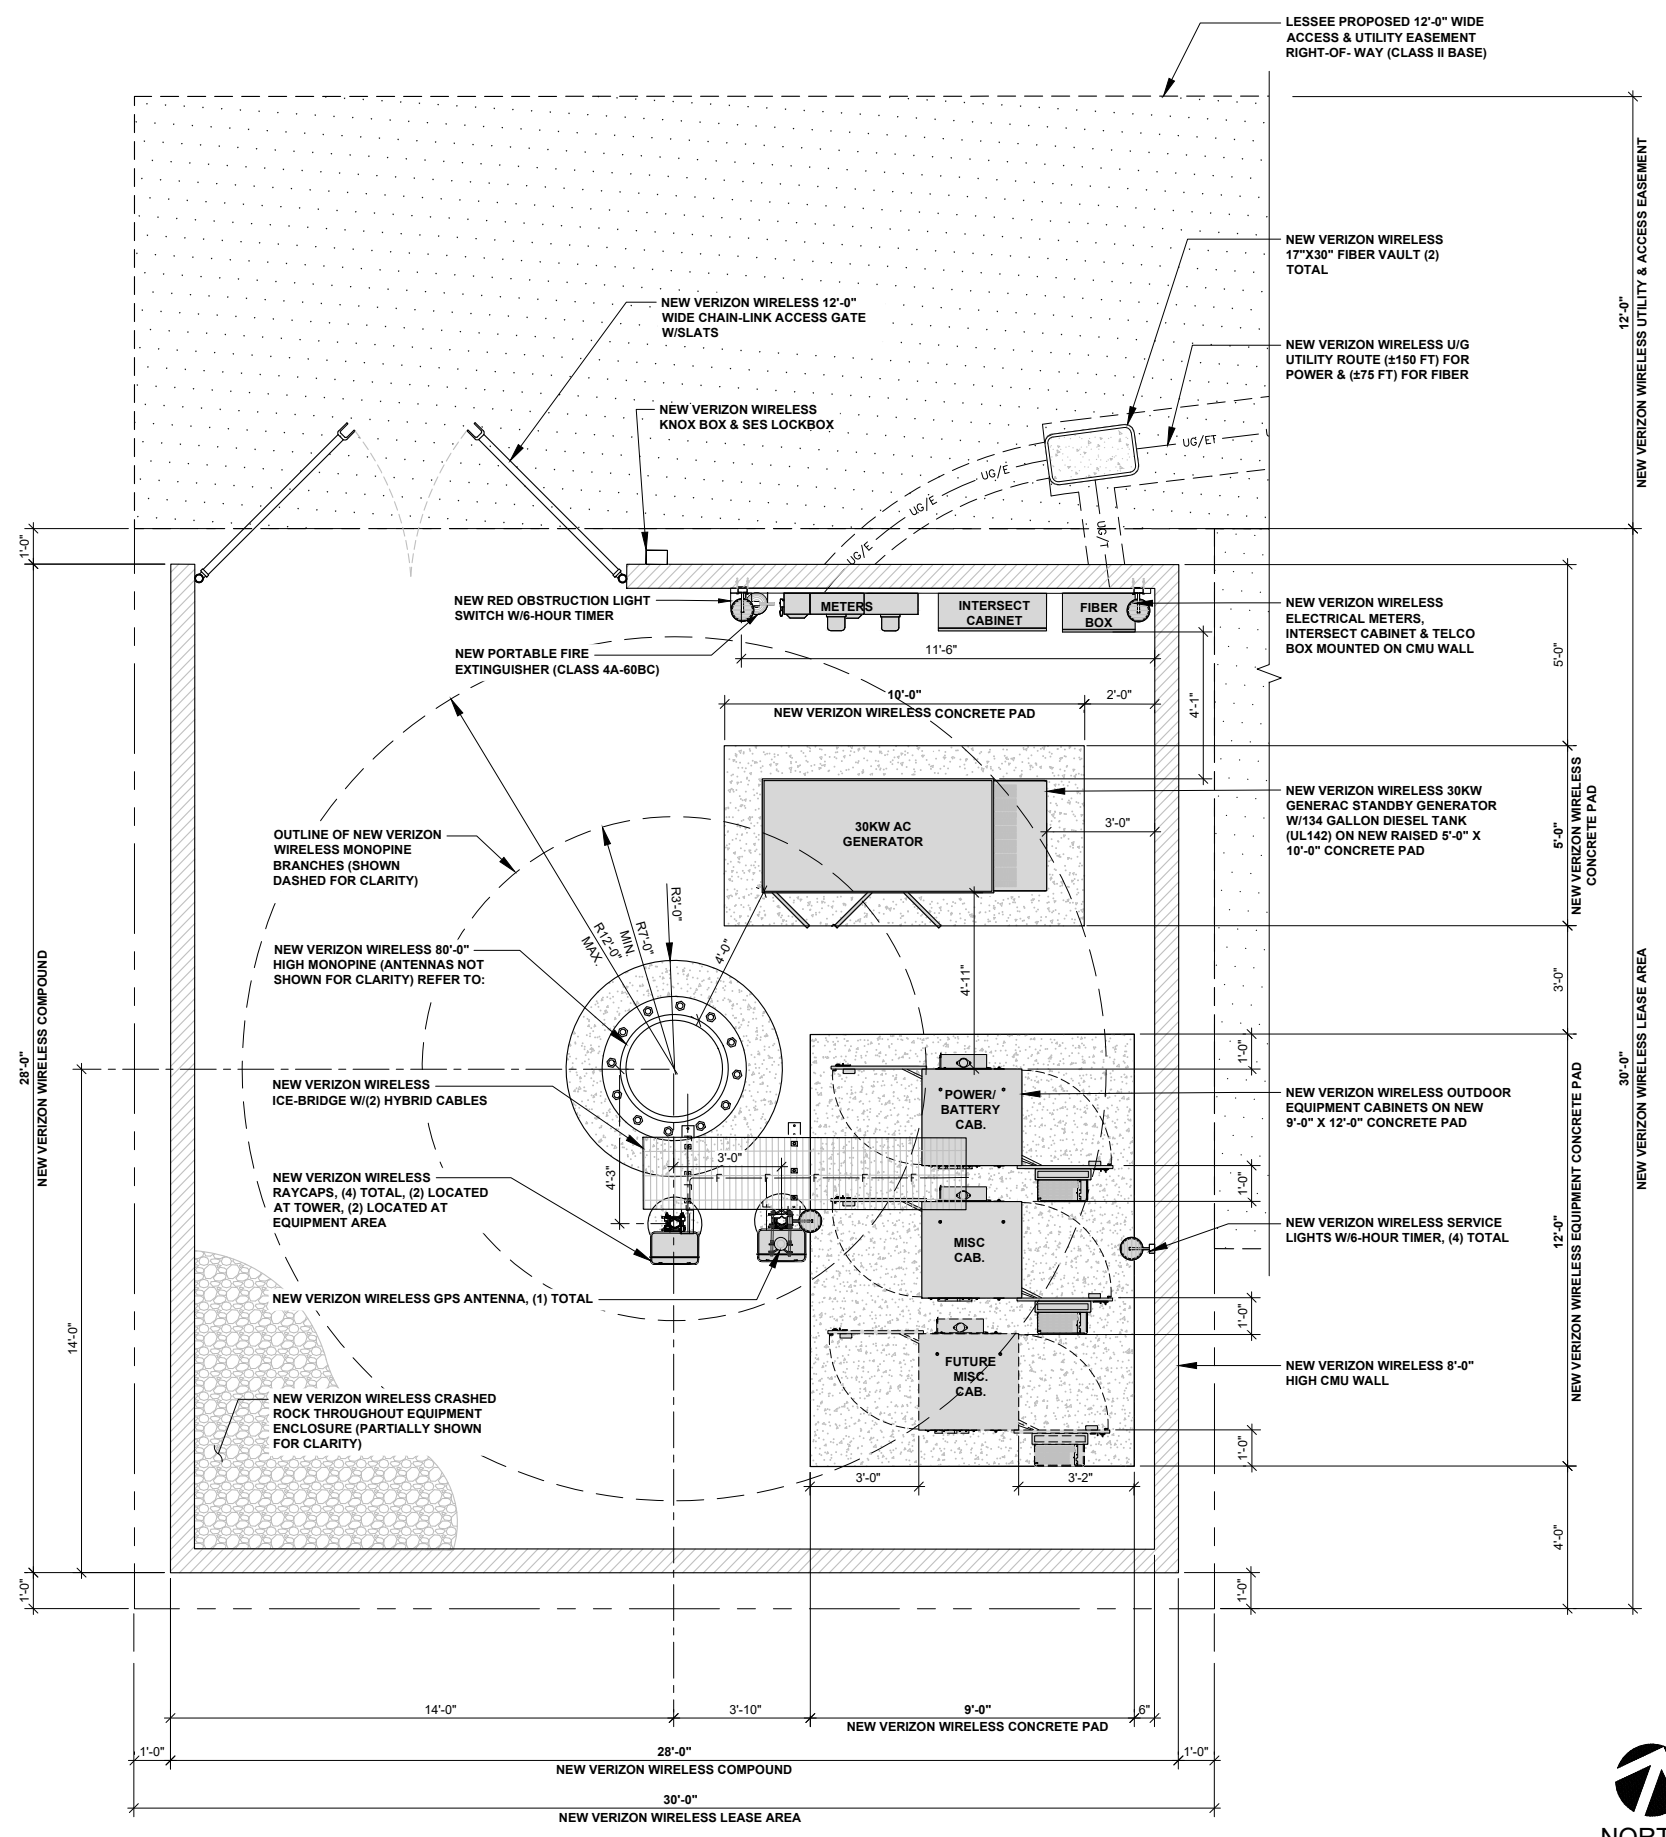 LESSEE PROPOSED 12'-0" WIDE
ACCESS & UTILITY EASEMENT
RIGHT-OF- WAY (CLASS II BASE)
NEW VERIZON WIRELESS
17"X30" FIBER VAULT (2)
TOTAL
12'-0"
NEW VERIZON WIRELESS UTILITY & ACCESS EASEMENT
NEW VERIZON WIRELESS 12'-0"
WIDE CHAIN-LINK ACCESS GATE
W/SLATS
NEW VERIZON WIRELESS U/G
UTILITY ROUTE (±150 FT) FOR
POWER & (±75 FT) FOR FIBER
NEW VERIZON WIRELESS
KNOX BOX & SES LOCKBOX
UG/ET
UG/E
UG/E
UG/E
UG/T
1'-0"
NEW RED OBSTRUCTION LIGHT
SWITCH W/6-HOUR TIMER
METERS
INTERSECT
CABINET
FIBER
BOX
NEW VERIZON WIRELESS
ELECTRICAL METERS,
INTERSECT CABINET & TELCO
BOX MOUNTED ON CMU WALL
NEW PORTABLE FIRE
EXTINGUISHER (CLASS 4A-60BC)
11'-6"
5'-0"
10'-0"
NEW VERIZON WIRELESS CONCRETE PAD
2'-0"
4'-1"
30KW AC
GENERATOR
3'-0"
NEW VERIZON WIRELESS 30KW
GENERAC STANDBY GENERATOR
W/134 GALLON DIESEL TANK
(UL142) ON NEW RAISED 5'-0" X
10'-0" CONCRETE PAD
5'-0"
NEW VERIZON WIRELESS
CONCRETE PAD
OUTLINE OF NEW VERIZON
WIRELESS MONOPINE
BRANCHES (SHOWN
DASHED FOR CLARITY)
R3'-0"
R7'-0"
MIN.
R12'-0"
MAX.
4'-0"
4'-11"
3'-0"
NEW VERIZON WIRELESS 80'-0"
HIGH MONOPINE (ANTENNAS NOT
SHOWN FOR CLARITY) REFER TO:
28'-0"
NEW VERIZON WIRELESS COMPOUND
30'-0"
NEW VERIZON WIRELESS LEASE AREA
1'-0"
NEW VERIZON WIRELESS
ICE-BRIDGE W/(2) HYBRID CABLES
POWER/
BATTERY
CAB.
NEW VERIZON WIRELESS OUTDOOR
EQUIPMENT CABINETS ON NEW
9'-0" X 12'-0" CONCRETE PAD
3'-0"
F
F
F
F
F
4'-3"
1'-0"
NEW VERIZON WIRELESS
RAYCAPS, (4) TOTAL, (2) LOCATED
AT TOWER, (2) LOCATED AT
EQUIPMENT AREA
MISC
CAB.
NEW VERIZON WIRELESS SERVICE
LIGHTS W/6-HOUR TIMER, (4) TOTAL
12'-0"
NEW VERIZON WIRELESS EQUIPMENT CONCRETE PAD
NEW VERIZON WIRELESS GPS ANTENNA, (1) TOTAL
1'-0"
14'-0"
FUTURE
MISC.
CAB.
NEW VERIZON WIRELESS 8'-0"
HIGH CMU WALL
NEW VERIZON WIRELESS CRASHED
ROCK THROUGHOUT EQUIPMENT
ENCLOSURE (PARTIALLY SHOWN
FOR CLARITY)
1'-0"
3'-0"
3'-2"
4'-0"
1'-0"
1'-0"
14'-0"
3'-10"
9'-0"
6"
NEW VERIZON WIRELESS CONCRETE PAD
1'-0"
28'-0"
1'-0"
NEW VERIZON WIRELESS COMPOUND
30'-0"
NEW VERIZON WIRELESS LEASE AREA